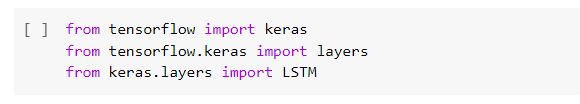 [ ] from tensorflow import keras
from tensorflow.keras import layers
from keras.layers import LSTM